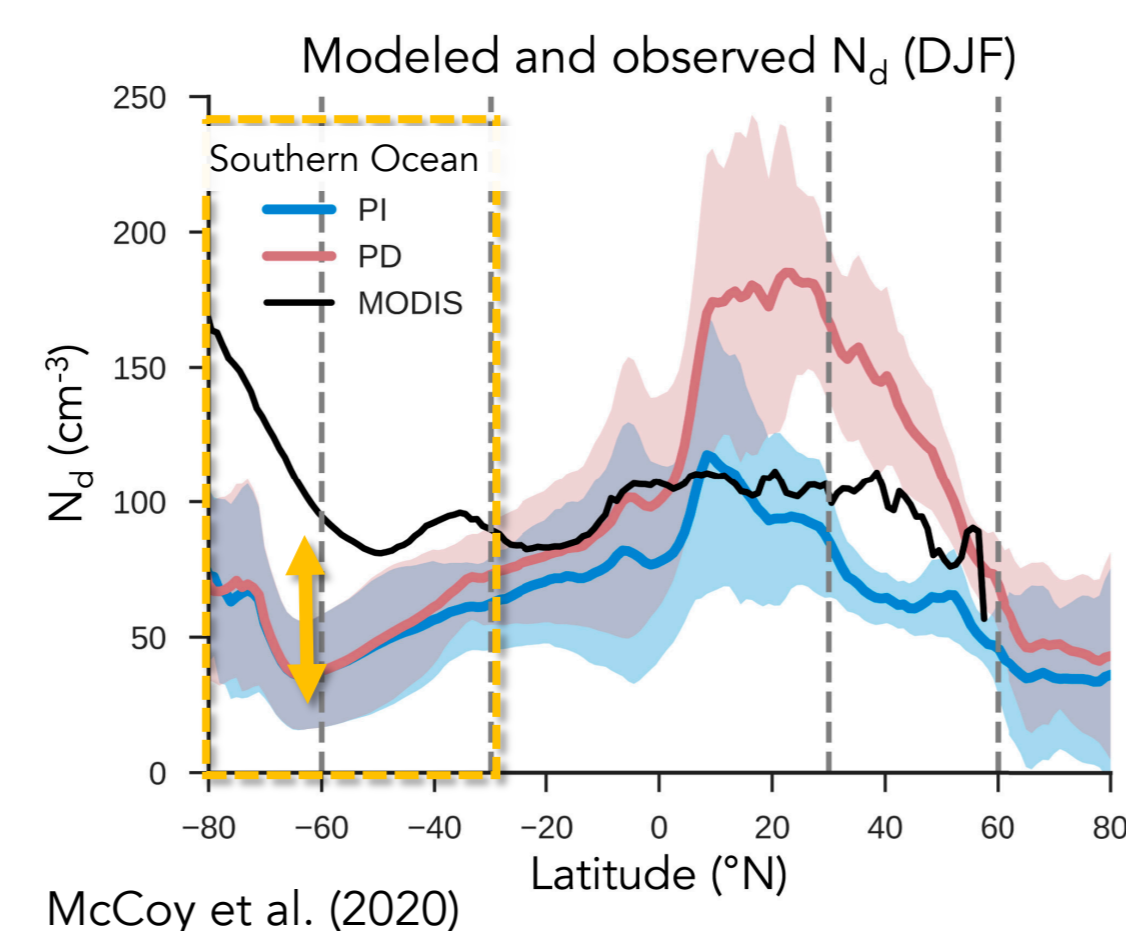 Modeled and observed Nd (DJF)
250
200
150
100
50
0
Nd (cm-3)
Southern Ocean
PI
PD
MODIS
−80 −60 −40 −20 0 20 40 60 80
Latitude (°N)
McCoy et al. (2020)